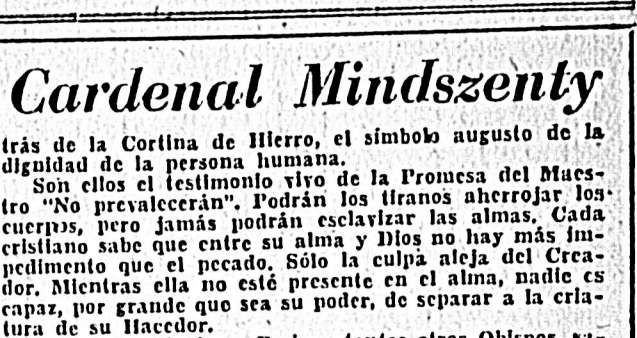 Cardenal Mindszenty
trás de la Cortina de Hierro, el símbolo augusto de la
dignidad de la persona humana.
Son ellos el testimonio vivo de la Promesa del Maes-
tro "No prevalecerán". Podrán los tiranos aherrojar los
cuerpos, pero jamás podrán esclavizar las almas. Cada
cristiano sabe que entre su alma y Dios no hay más im-
pedimento que el pecado. Sólo la culpa aleja del Crea-
dor. Mientras ella no esté presente en el alma, nadie es
capaz, por grande que sea su poder, de separar a la cria-
tura de su Hacedor.
otros Obispos